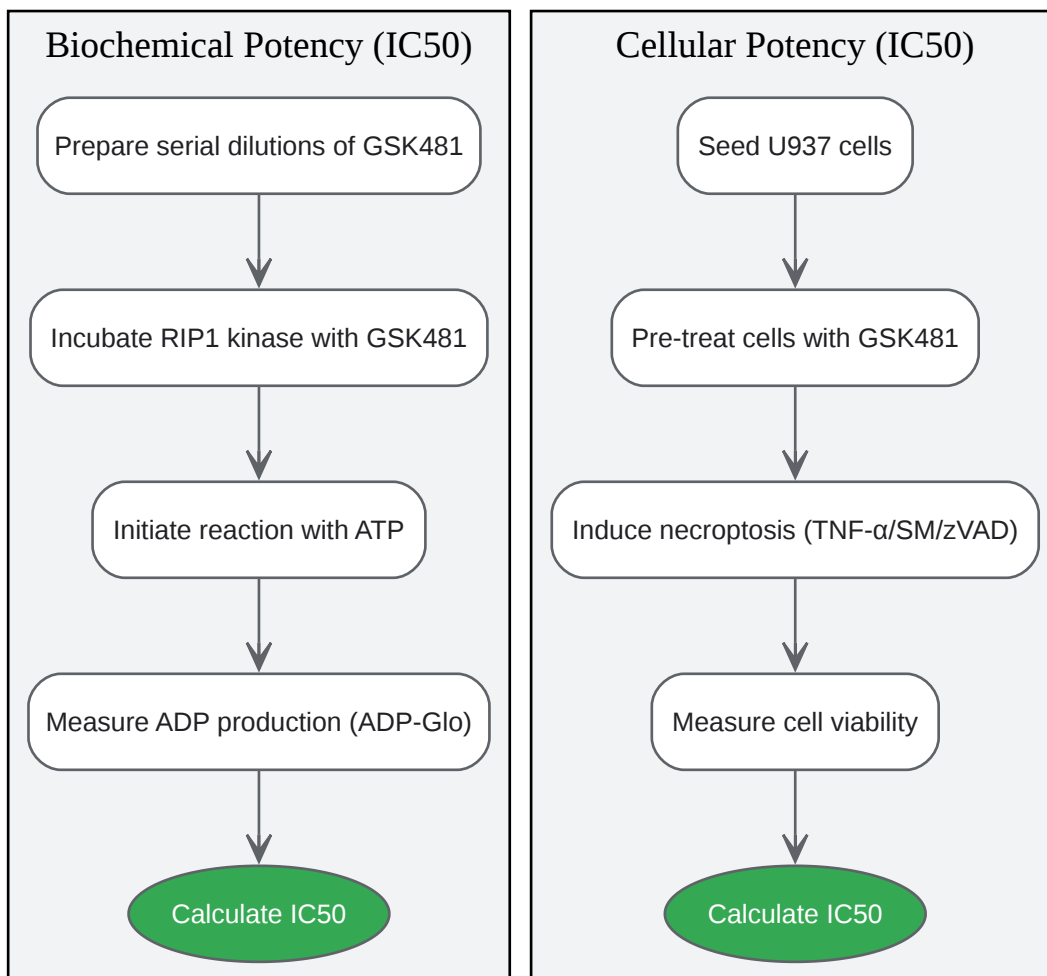 Biochemical Potency (IC50)
Prepare serial dilutions of GSK481
Incubate RIP1 kinase with GSK481
Initiate reaction with ATP
Measure ADP production (ADP-Glo)
Calculate IC50
Cellular Potency (IC50)
Seed U937 cells
Pre-treat cells with GSK481
Induce necroptosis (TNF-α/SM/zVAD)
Measure cell viability
Calculate IC50